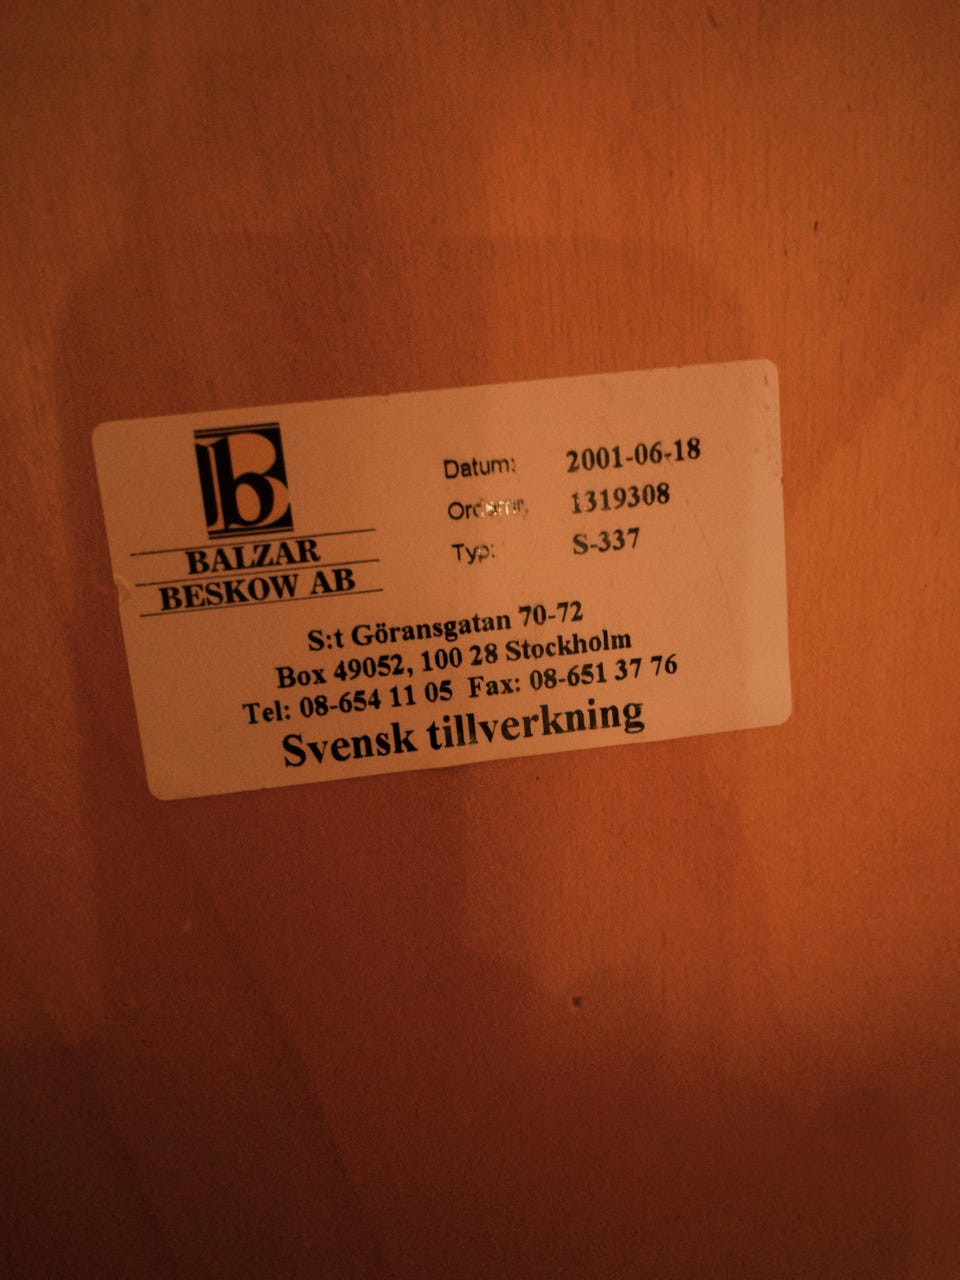 B
BALZAR
BESKOW AB
Datum: 2001-06-18
1319308
Typ: S-337
S:t Göransgatan 70-72
Box 49052, 100 28 Stockholm
Tel: 08-654 11 05 Fax: 08-651 37 76
Svensk tillverkning